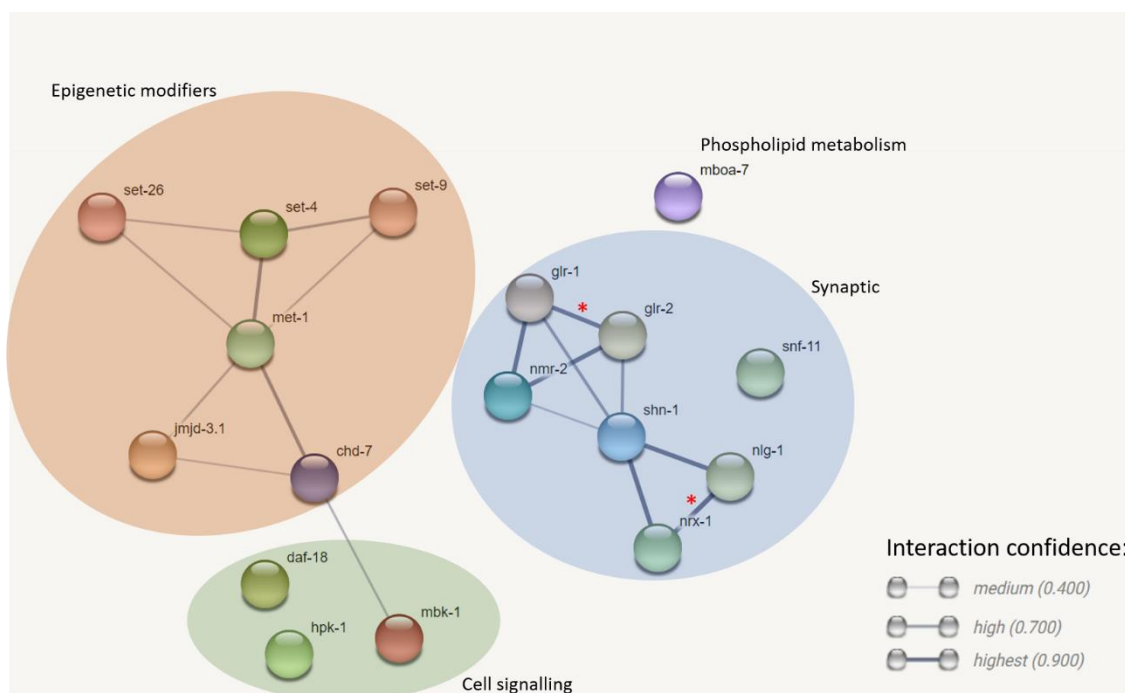 Epigenetic modifiers
Phospholipid metabolism
mboa-7
set-26
set-4
set-9
glr-1
*
Synaptic
glr-2
met-1
snf-11
nmr-2
shn-1
jmjd-3.1
chd-7
nlg-1
*
nrx-1
Interaction confidence:
daf-18
medium (0.400)
mbk-1
hpk-1
high (0.700)
highest (0.900)
Cell signalling